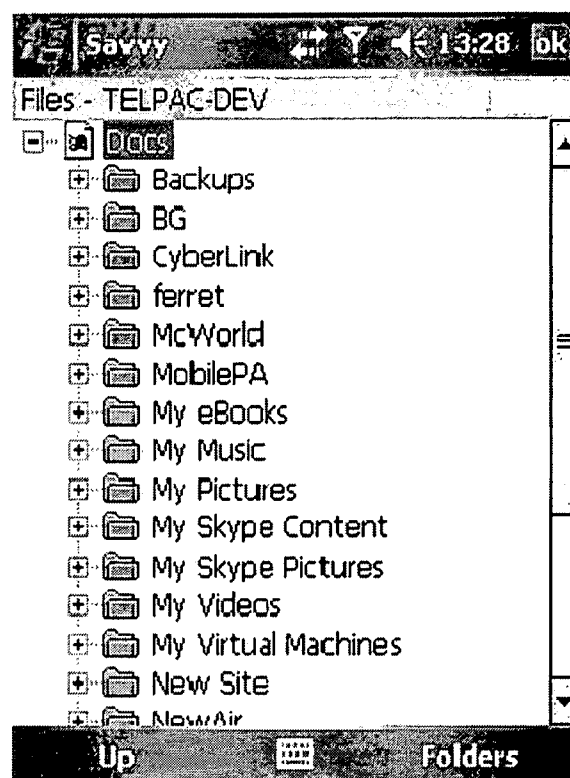 Savvy 13:28 ok
Files - TELPAC-DEV
Docs
Backups
BG
CyberLink
ferret
McWorld
MobilePA
My eBooks
My Music
My Pictures
My Skype Content
My Skype Pictures
My Videos
My Virtual Machines
New Site
NewAir
Up Folders